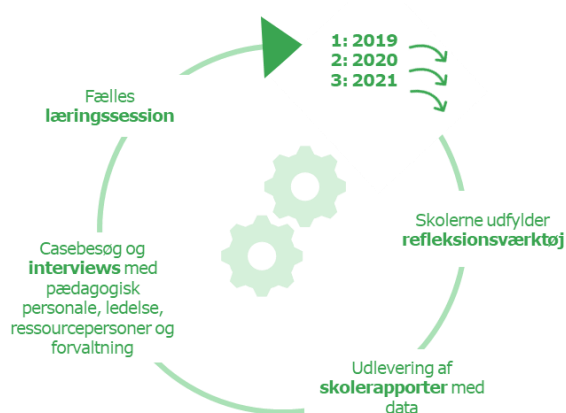 1: 2019
2: 2020
3: 2021
Skolerne udfylder
refleksionsværktøj
Udlevering af
skolerapporter med
data
Casebesøg og
interviews med
pædagogisk
personale, ledelse,
ressourcepersoner og
forvaltning
Fælles
læringssession